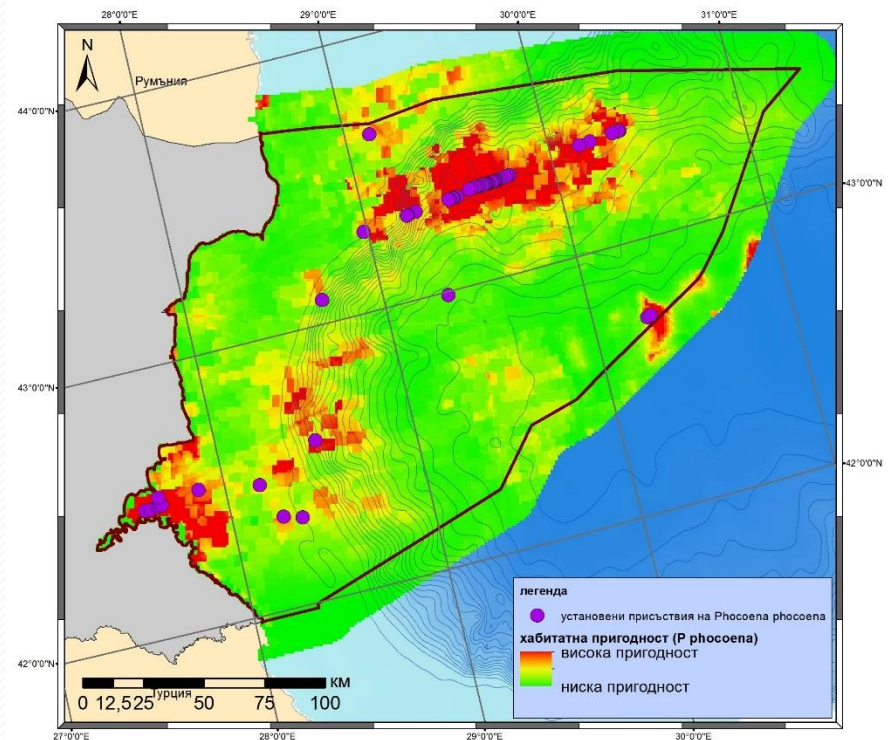 28°0'0"E 29°0'0"E 30°0'0"E 31°0'0"E
N
Румъния
44°0'0"N
43°0'0"N
43°0'0"N
42°0'0"N
легенда
установени присъствия на Phocoena phocoena
хабитатна пригодност (P phocoena)
висока пригодност
ниска пригодност
42°0'0"N
КМ
Турция
0 12,5 25 50 75 100
27°0'0"E 28°0'0"E 29°0'0"E 30°0'0"E